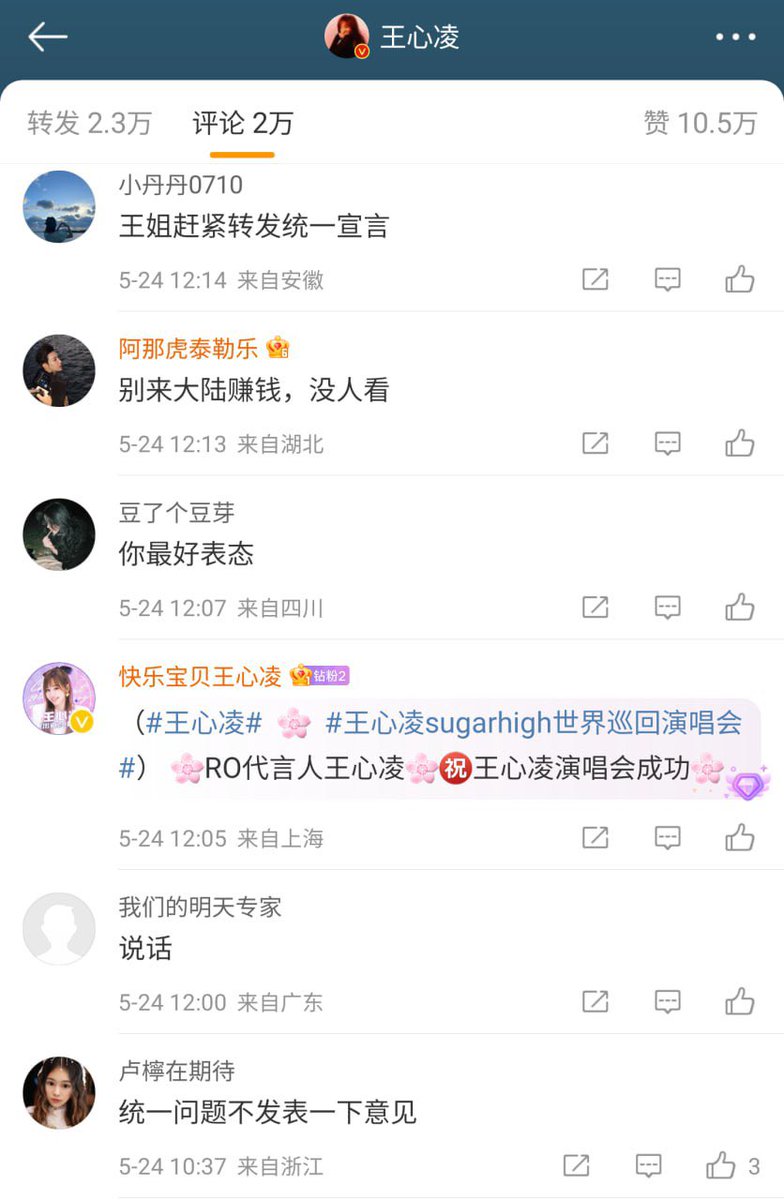 王心凌
转发 2.3万
评论 2万
赞 10.5万
小丹丹0710
王姐赶紧转发统一宣言
5-24 12:14 来自安徽
阿那虎泰勒乐
别来大陆赚钱，没人看
5-24 12:13 来自湖北
豆了个豆芽
你最好表态
5-24 12:07 来自四川
快乐宝贝王心凌 钻粉2
（#王心凌# 🌸 #王心凌sugarhigh世界巡回演唱会
#）🌸RO代言人王心凌🌸㊗王心凌演唱会成功🌸
5-24 12:05 来自上海
我们的明天专家
说话
5-24 12:00 来自广东
卢檸在期待
统一问题不发表一下意见
5-24 10:37 来自浙江
3